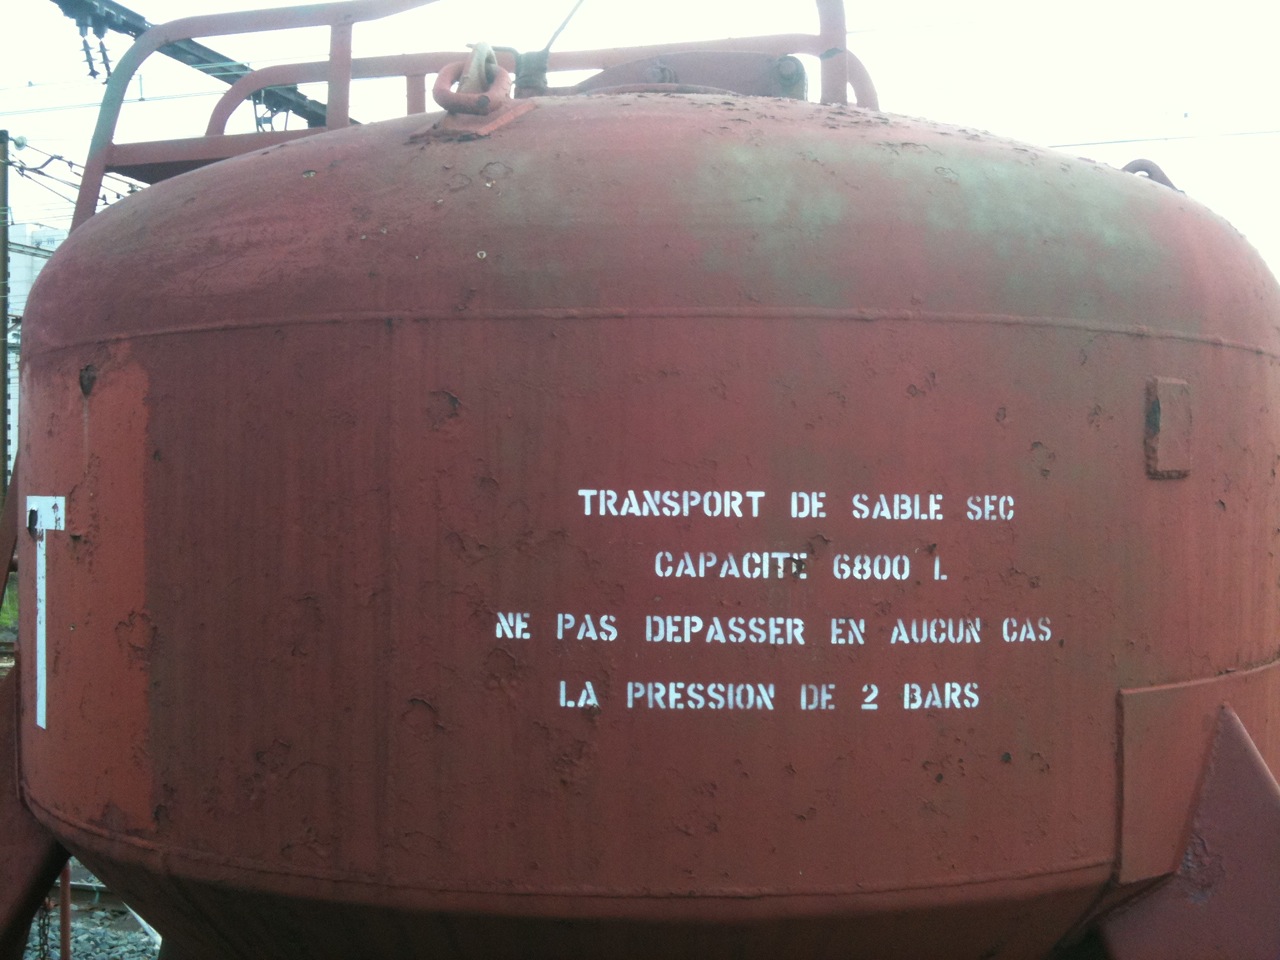 TRANSPORT DE SABLE SEC
CAPACITE 6800 L
NE PAS DEPASSER EN AUCUN CAS
LA PRESSION DE 2 BARS